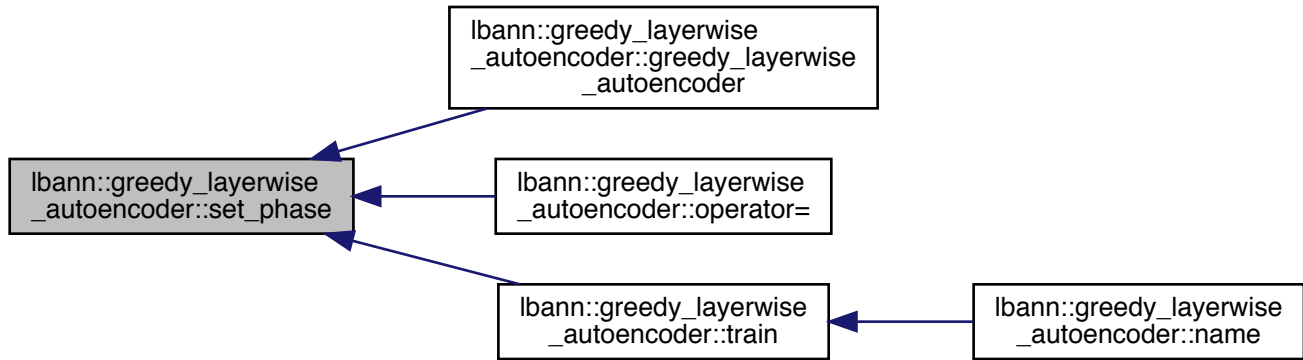 lbann::greedy_layerwise
_autoencoder::greedy_layerwise
_autoencoder
lbann::greedy_layerwise
_autoencoder::set_phase
lbann::greedy_layerwise
_autoencoder::operator=
lbann::greedy_layerwise
_autoencoder::train
lbann::greedy_layerwise
_autoencoder::name